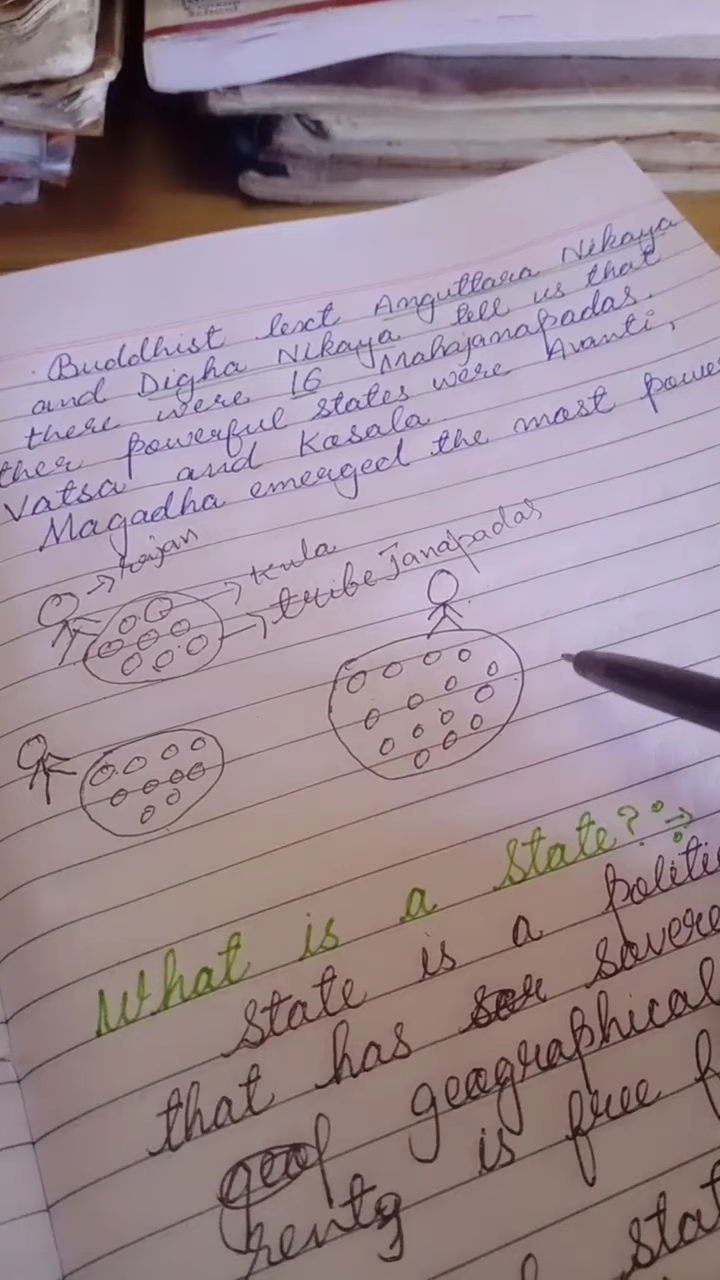 Buddhist text Anguttara Nikaya
and Digha Nikaya tell us that
there were 16 Mahajanapadas.
ther powerful states were Avanti,
Vatsa and Kosala
Magadha emerged the most power
rajan
kula
tribe Janapadas
What is a State?
State is a politi
that has sovere
geographical
is free f
stat